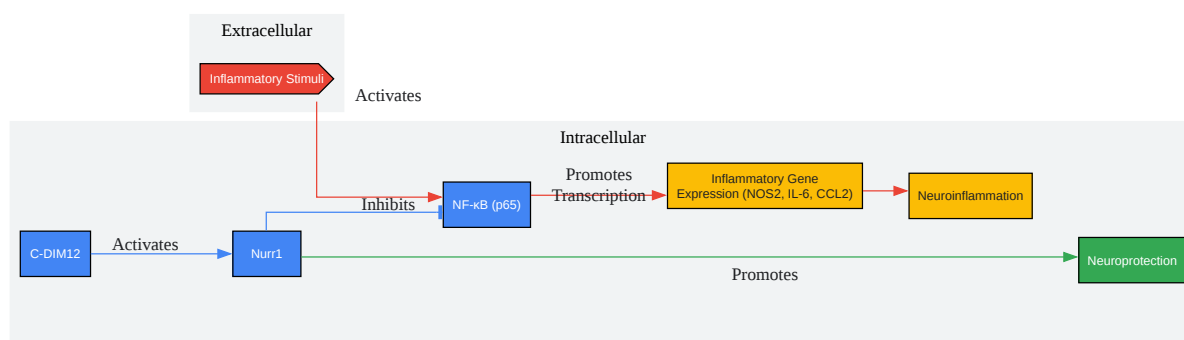 Extracellular
Inflammatory Stimuli
Activates
Intracellular
Promotes
Transcription
Inflammatory Gene
Expression (NOS2, IL-6, CCL2)
Neuroinflammation
Inhibits
NF-κB (p65)
C-DIM12
Activates
Nurr1
Promotes
Neuroprotection